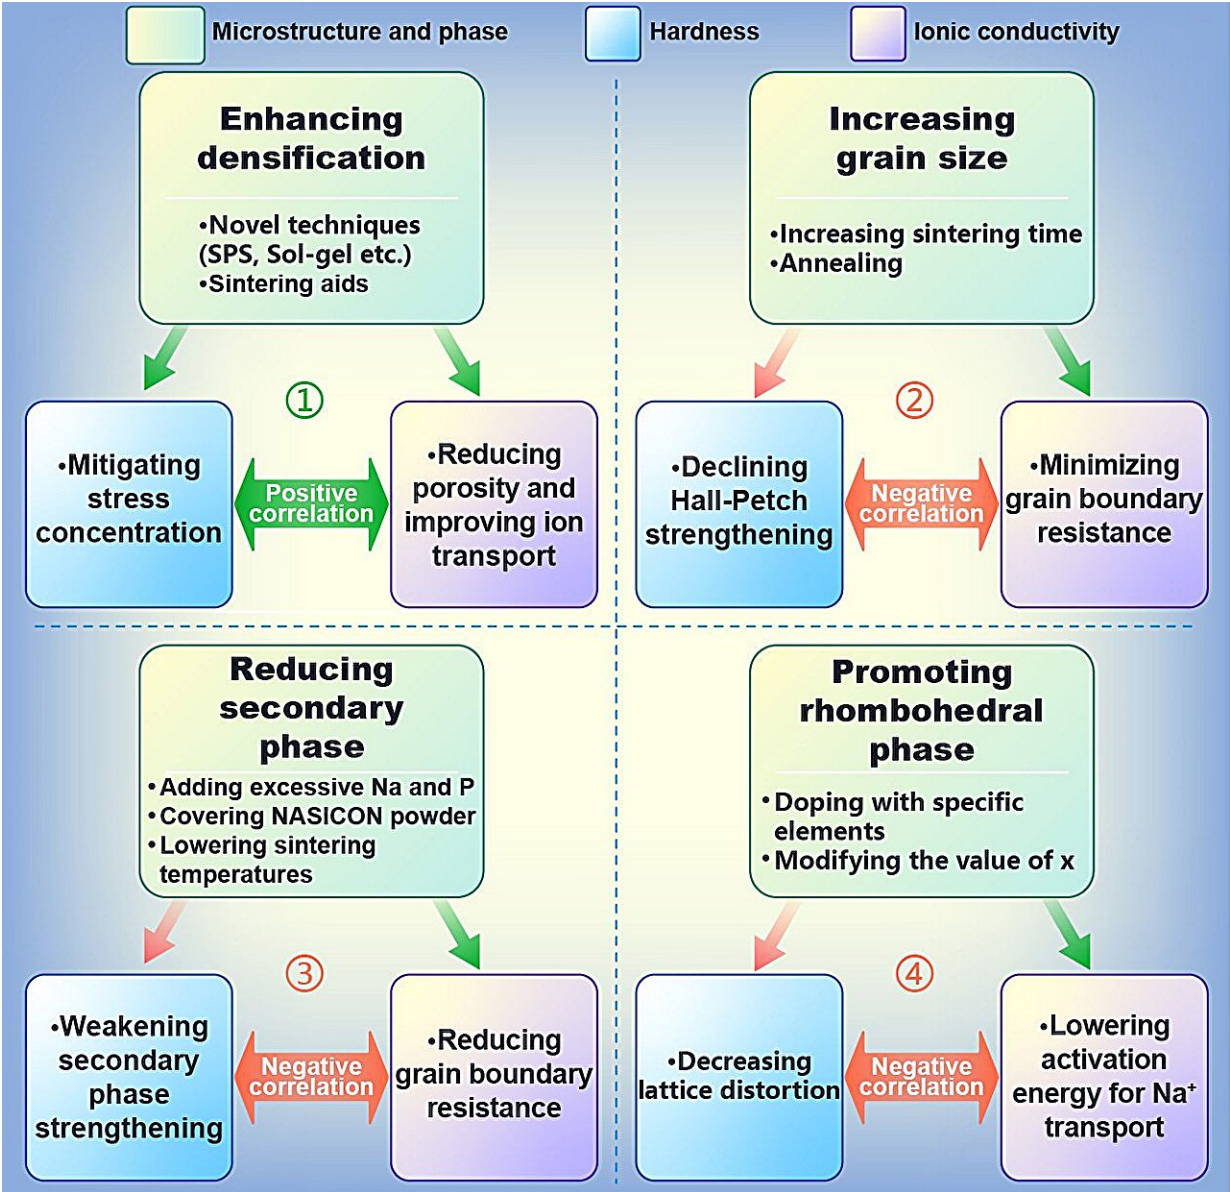 Microstructure and phase
Hardness
Ionic conductivity
Enhancing
densification
•Novel techniques
(SPS, Sol-gel etc.)
•Sintering aids
①
•Mitigating
stress
concentration
Positive
correlation
•Reducing
porosity and
improving ion
transport
Increasing
grain size
•Increasing sintering time
•Annealing
②
•Declining
Hall-Petch
strengthening
Negative
correlation
•Minimizing
grain boundary
resistance
Reducing
secondary
phase
•Adding excessive Na and P
•Covering NASICON powder
•Lowering sintering
temperatures
③
•Weakening
secondary
phase
strengthening
Negative
correlation
•Reducing
grain boundary
resistance
Promoting
rhombohedral
phase
•Doping with specific
elements
•Modifying the value of x
④
•Decreasing
lattice distortion
Negative
correlation
•Lowering
activation
energy for Na⁺
transport